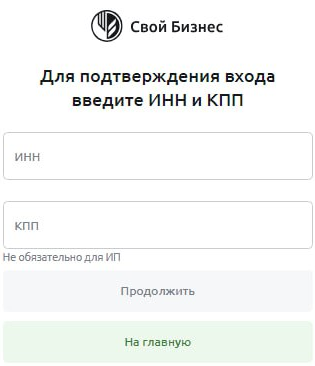 Свой Бизнес
Для подтверждения входа
введите ИНН и КПП
ИНН
КПП
Не обязательно для ИП
Продолжить
На главную